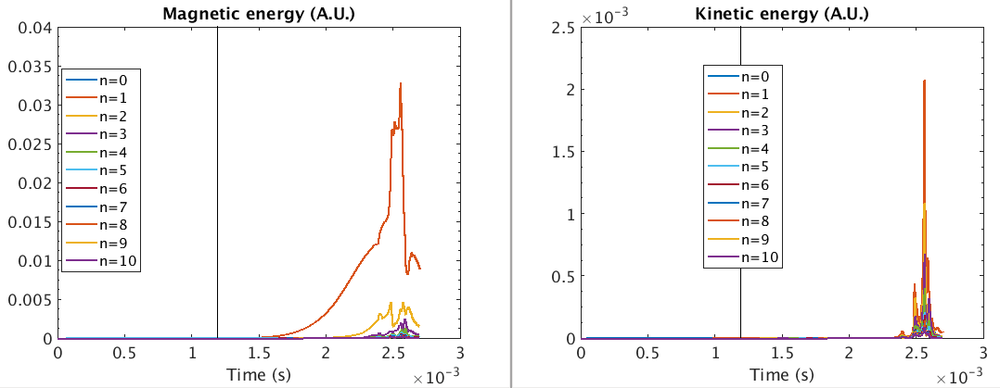 Magnetic energy (A.U.)
0.04
0.035
0.03
0.025
0.02
0.015
0.01
0.005
0
n=0
n=1
n=2
n=3
n=4
n=5
n=6
n=7
n=8
n=9
n=10
0 0.5 1 1.5 2 2.5 3
Time (s)
×10⁻³
Kinetic energy (A.U.)
×10⁻³
2.5
2
1.5
1
0.5
0
n=0
n=1
n=2
n=3
n=4
n=5
n=6
n=7
n=8
n=9
n=10
0 0.5 1 1.5 2 2.5 3
Time (s)
×10⁻³